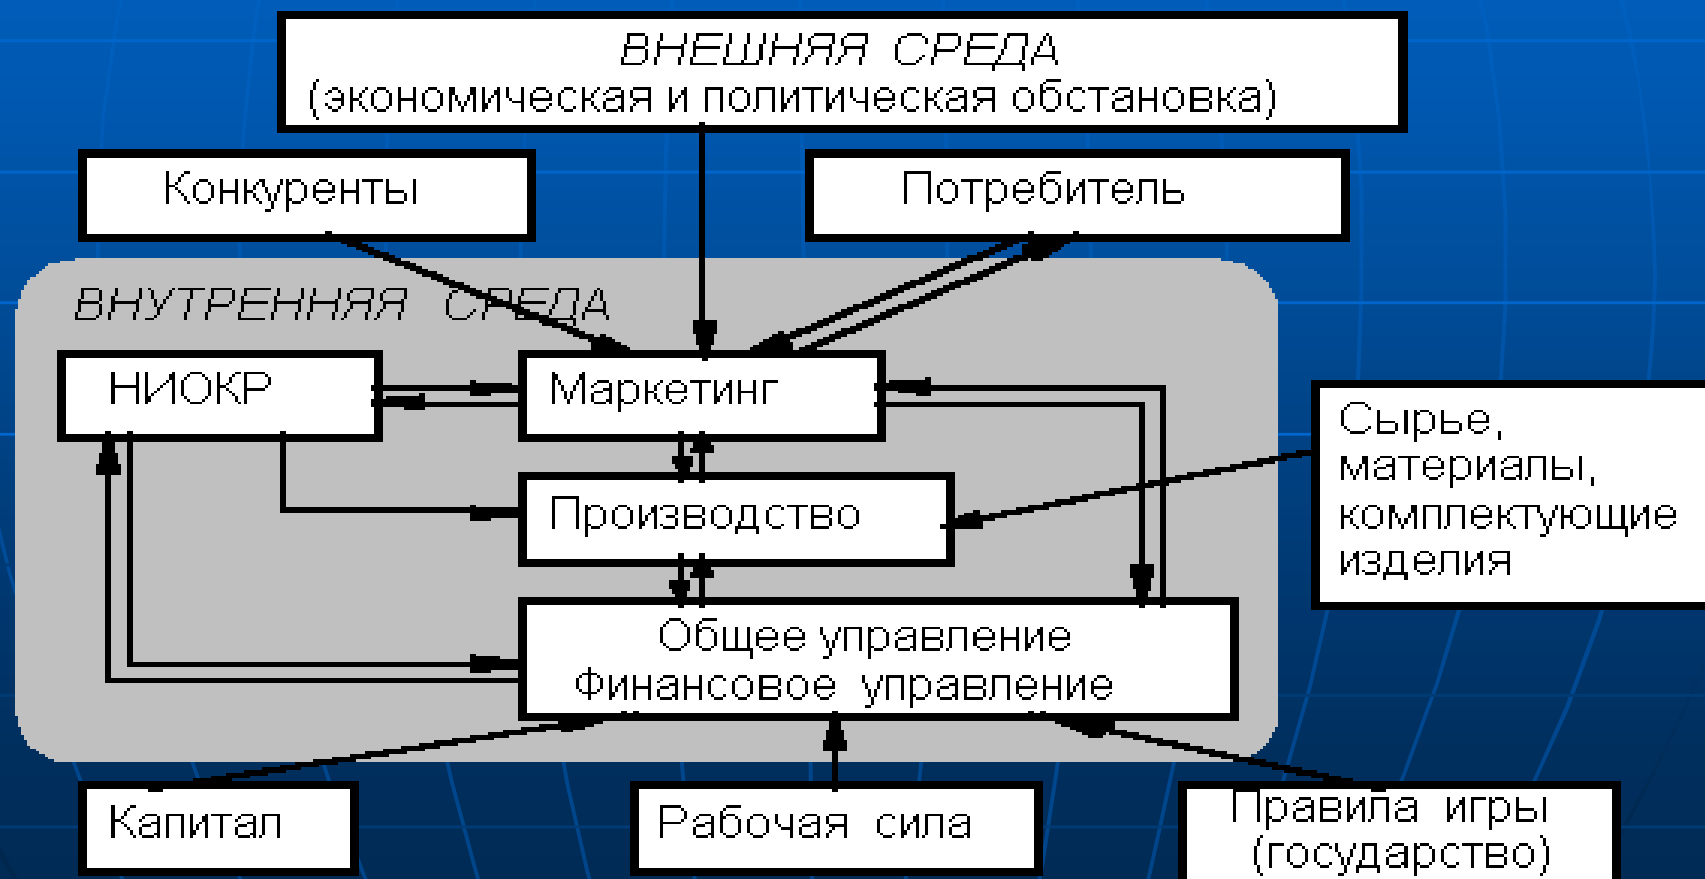 ВНЕШНЯЯ СРЕДА
(экономическая и политическая обстановка)
Конкуренты
Потребитель
ВНУТРЕННЯЯ СРЕДА
НИОКР
Маркетинг
Сырье,
материалы,
комплектующие
изделия
Производство
Общее управление
Финансовое управление
Капитал
Рабочая сила
Правила игры
(государство)